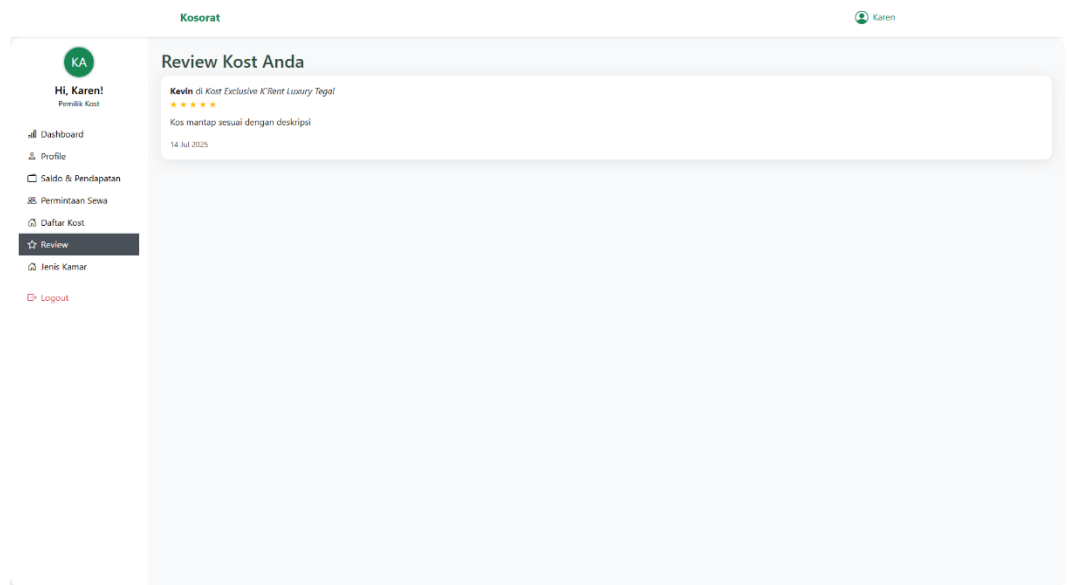 Kosorat
Karen
KA
Hi, Karen!
Pemilik Kost
Dashboard
Profile
Saldo & Pendapatan
Permintaan Sewa
Daftar Kost
Review
Jenis Kamar
Logout
Review Kost Anda
Kevin di Kost Exclusive K'Rent Luxury Tegal
★★★★★
Kos mantap sesuai dengan deskripsi
14 Jul 2025